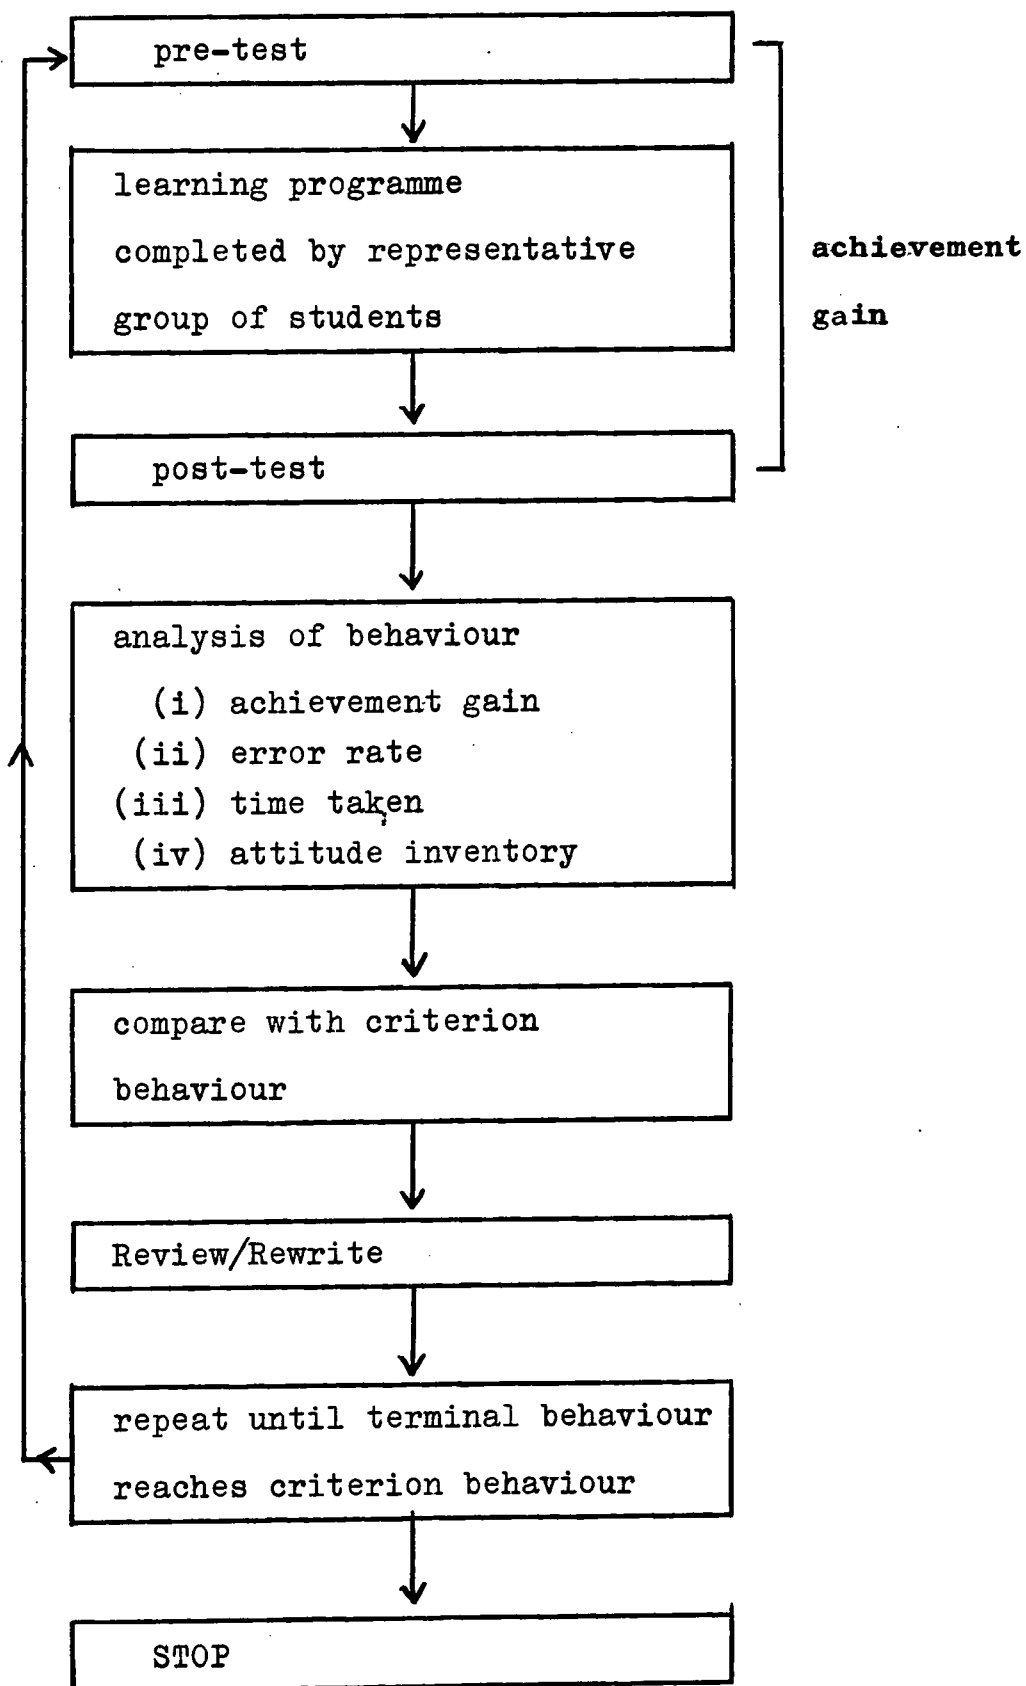 pre-test
learning programme
completed by representative
group of students
achievement
gain
post-test
analysis of behaviour
(i) achievement gain
(ii) error rate
(iii) time taken
(iv) attitude inventory
compare with criterion
behaviour
Review/Rewrite
repeat until terminal behaviour
reaches criterion behaviour
STOP